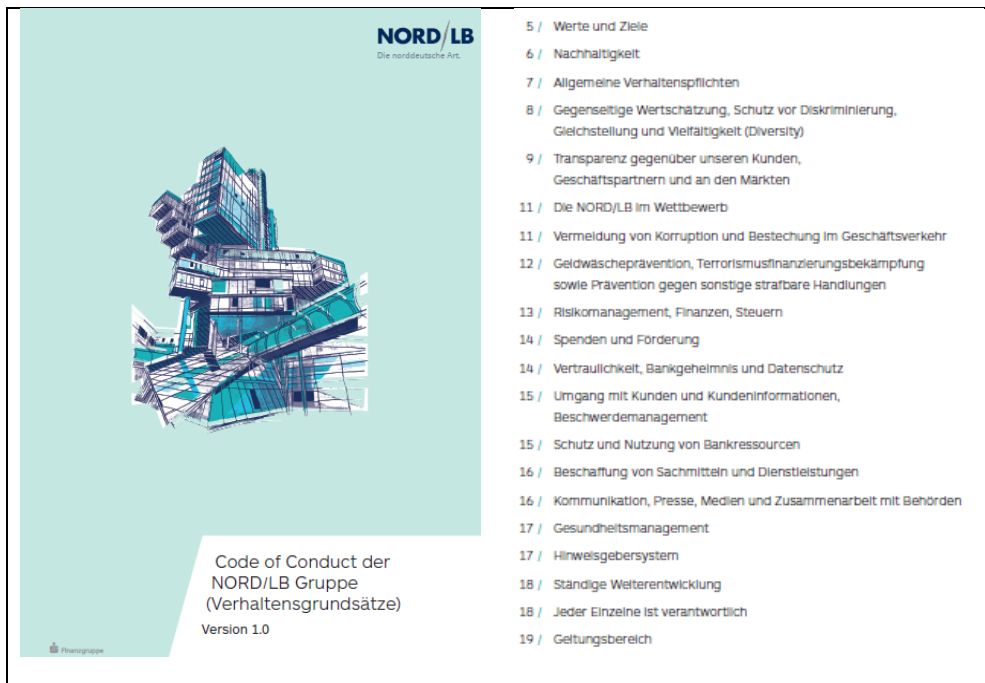 NORD/LB
Die norddeutsche Art.
Code of Conduct der
NORD/LB Gruppe
(Verhaltensgrundsätze)
Version 1.0
Finanzgruppe
5 / Werte und Ziele
6 / Nachhaltigkeit
7 / Allgemeine Verhaltenspflichten
8 / Gegenseitige Wertschätzung, Schutz vor Diskriminierung,
Gleichstellung und Vielfältigkeit (Diversity)
9 / Transparenz gegenüber unseren Kunden,
Geschäftspartnern und an den Märkten
11 / Die NORD/LB im Wettbewerb
11 / Vermeidung von Korruption und Bestechung im Geschäftsverkehr
12 / Geldwäscheprävention, Terrorismusfinanzierungsbekämpfung
sowie Prävention gegen sonstige strafbare Handlungen
13 / Risikomanagement, Finanzen, Steuern
14 / Spenden und Förderung
14 / Vertraulichkeit, Bankgeheimnis und Datenschutz
15 / Umgang mit Kunden und Kundeninformationen,
Beschwerdemanagement
15 / Schutz und Nutzung von Bankressourcen
16 / Beschaffung von Sachmitteln und Dienstleistungen
16 / Kommunikation, Presse, Medien und Zusammenarbeit mit Behörden
17 / Gesundheitsmanagement
17 / Hinweisgebersystem
18 / Ständige Weiterentwicklung
18 / Jeder Einzelne ist verantwortlich
19 / Geltungsbereich